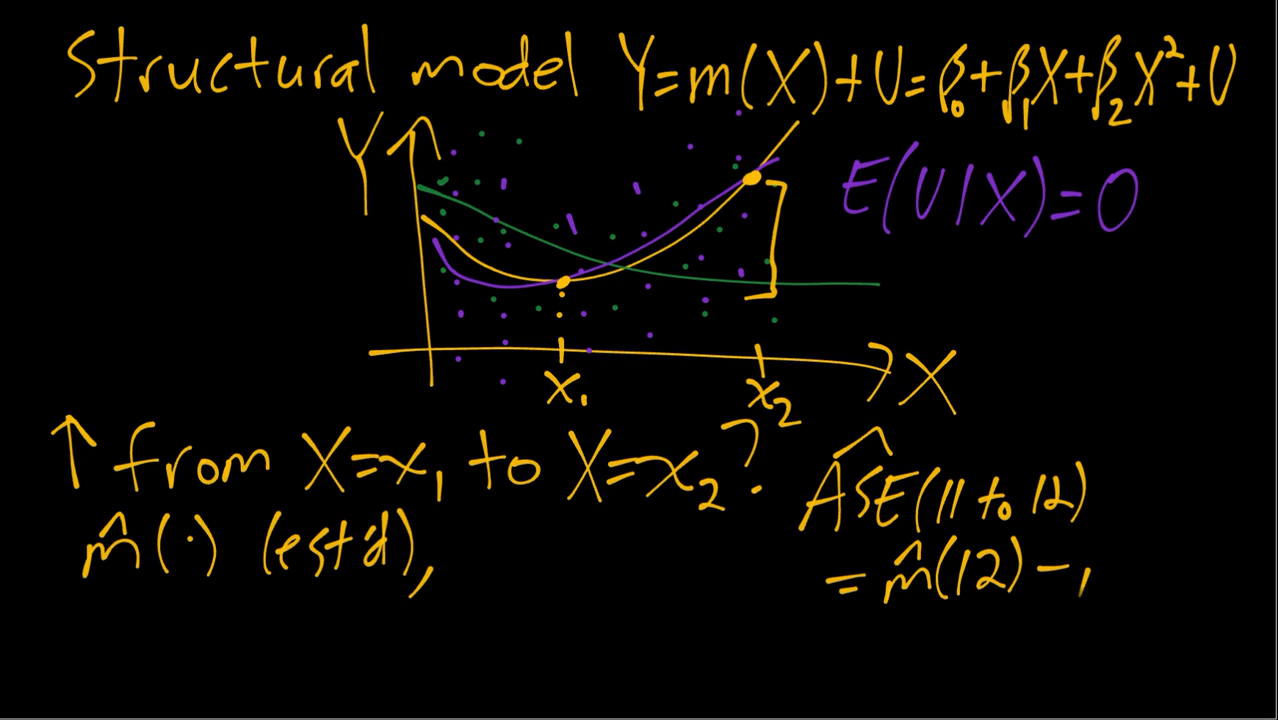 Structural model Y=m(X)+U=β₀+β₁X+β₂X²+U
Y
E(U|X)=0
X
x₁
x₂
↑ from X=x₁ to X=x₂?
m̂(·) (est'd),
ÂSE(11 to 12)
= m̂(12) –